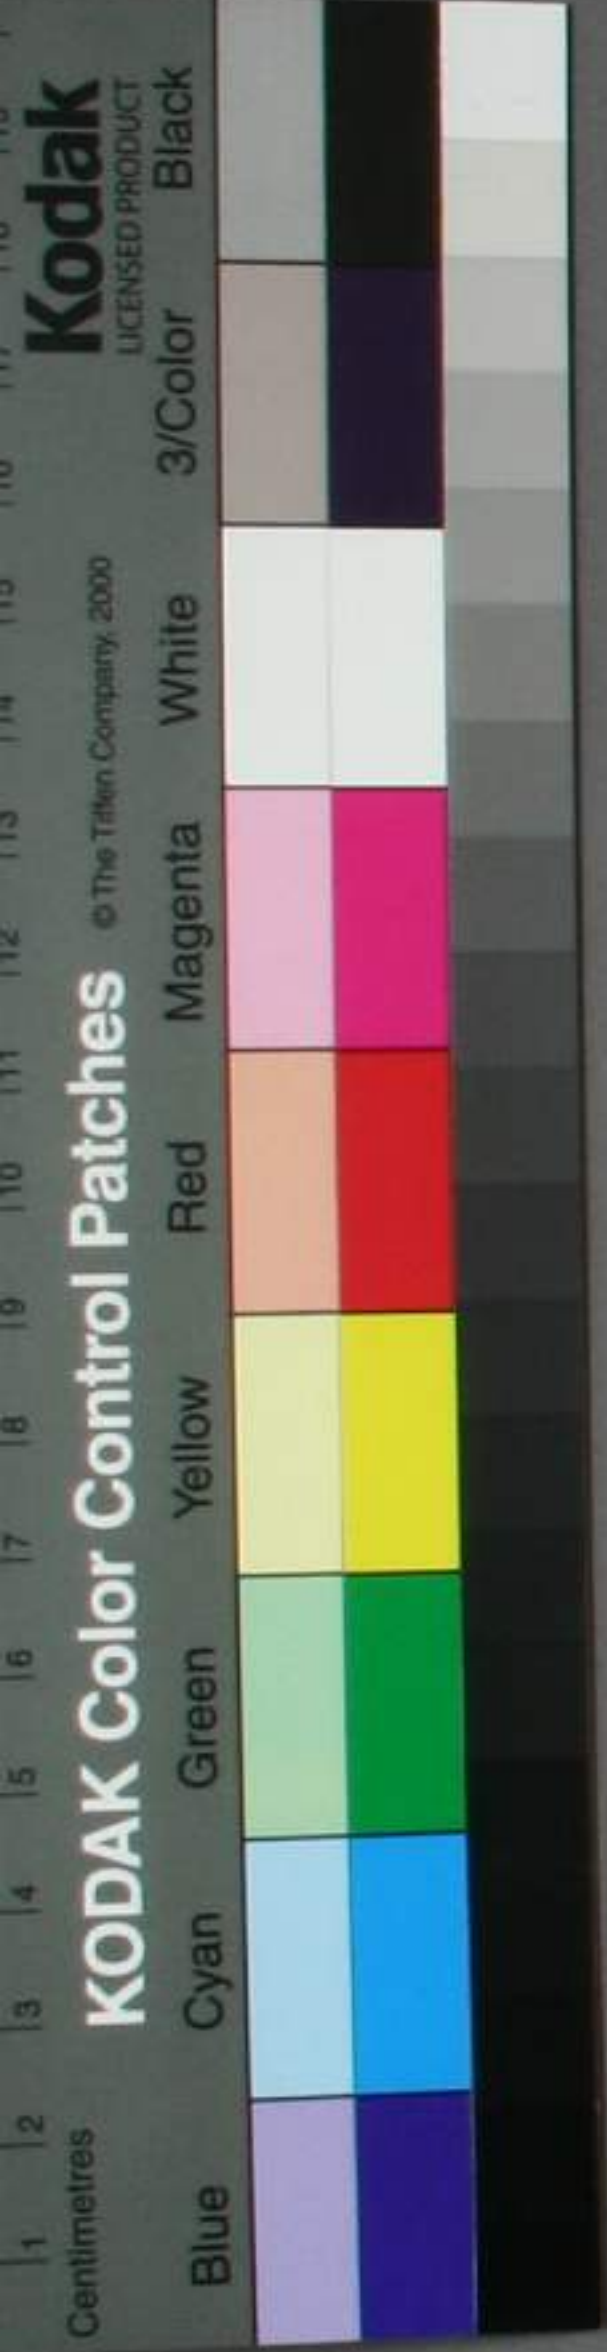 1 2 3 4 5 6 7 8 9 10 11 12 13 14 15 16 17 18 19
Centimetres
KODAK Color Control Patches
© The Tiffen Company, 2000
Kodak
LICENSED PRODUCT
Blue Cyan Green Yellow Red Magenta White 3/Color Black